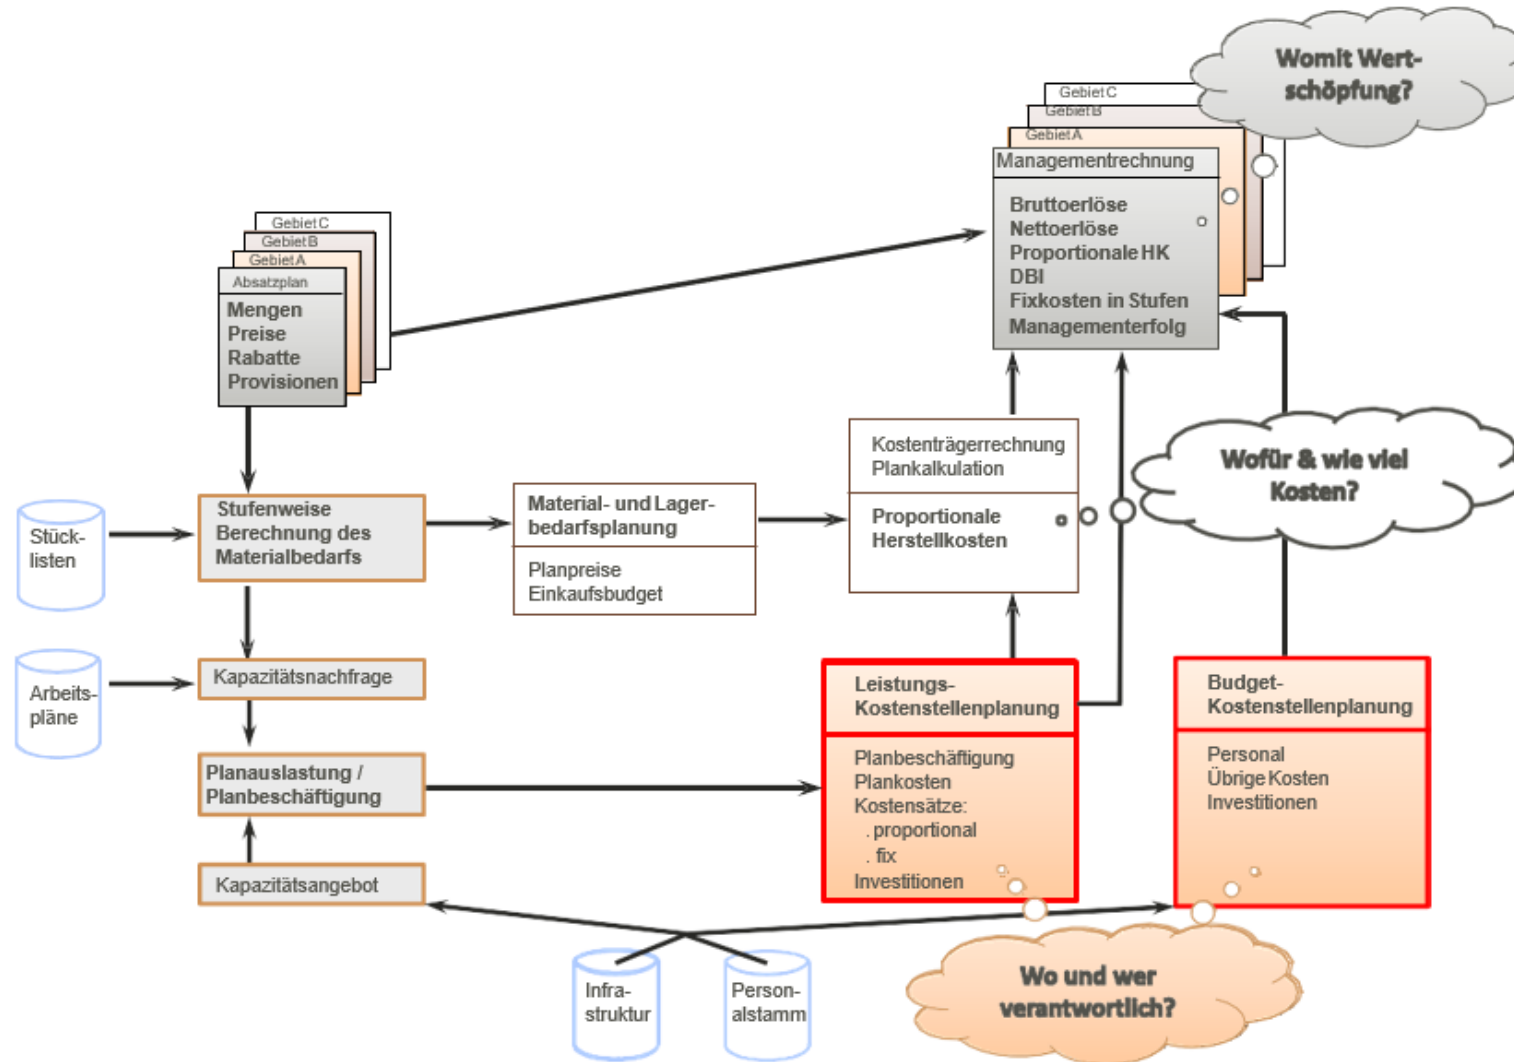 Womit Wert-
schöpfung?
Gebiet C
Gebiet B
Gebiet A
Managementrechnung
Bruttoerlöse
Nettoerlöse
Proportionale HK
DBI
Fixkosten in Stufen
Managementerfolg
Gebiet C
Gebiet B
Gebiet A
Absatzplan
Mengen
Preise
Rabatte
Provisionen
Kostenträgerrechnung
Plankalkulation
Proportionale
Herstellkosten
Wofür & wie viel
Kosten?
Stück-
listen
Stufenweise
Berechnung des
Materialbedarfs
Material- und Lager-
bedarfsplanung
Planpreise
Einkaufsbudget
Arbeits-
pläne
Kapazitätsnachfrage
Planauslastung /
Planbeschäftigung
Kapazitätsangebot
Leistungs-
Kostenstellenplanung
Planbeschäftigung
Plankosten
Kostensätze:
. proportional
. fix
Investitionen
Budget-
Kostenstellenplanung
Personal
Übrige Kosten
Investitionen
Infra-
struktur
Person-
alstamm
Wo und wer
verantwortlich?